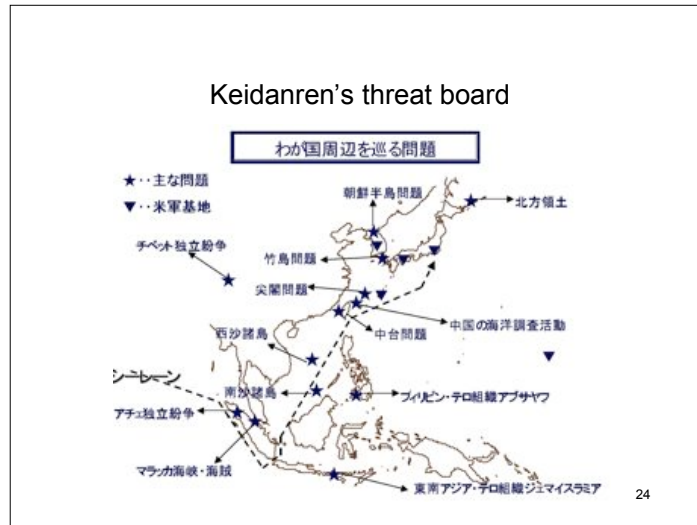 Keidanren's threat board
わが国周辺を巡る問題
★‥主な問題
▼‥米軍基地
朝鮮半島問題
北方領土
チベット独立紛争
竹島問題
尖閣問題
中国の海洋調査活動
中台問題
西沙諸島
シーレーン
南沙諸島
フィリピン・テロ組織アブサヤワ
アチェ独立紛争
マラッカ海峡・海賊
東南アジア・テロ組織ジェマイスラミア
24